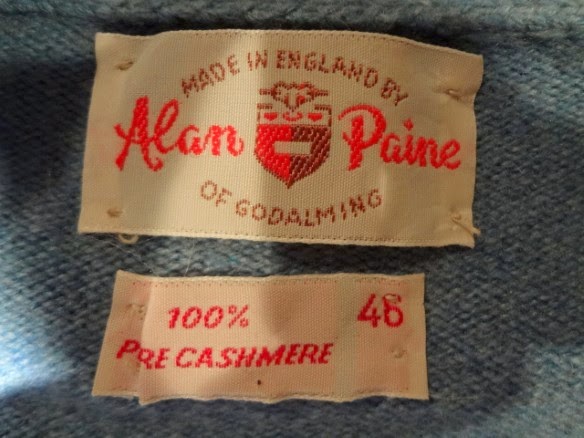 MADE IN ENGLAND BY
Alan Paine
OF GODALMING
100% 46
PRE CASHMERE